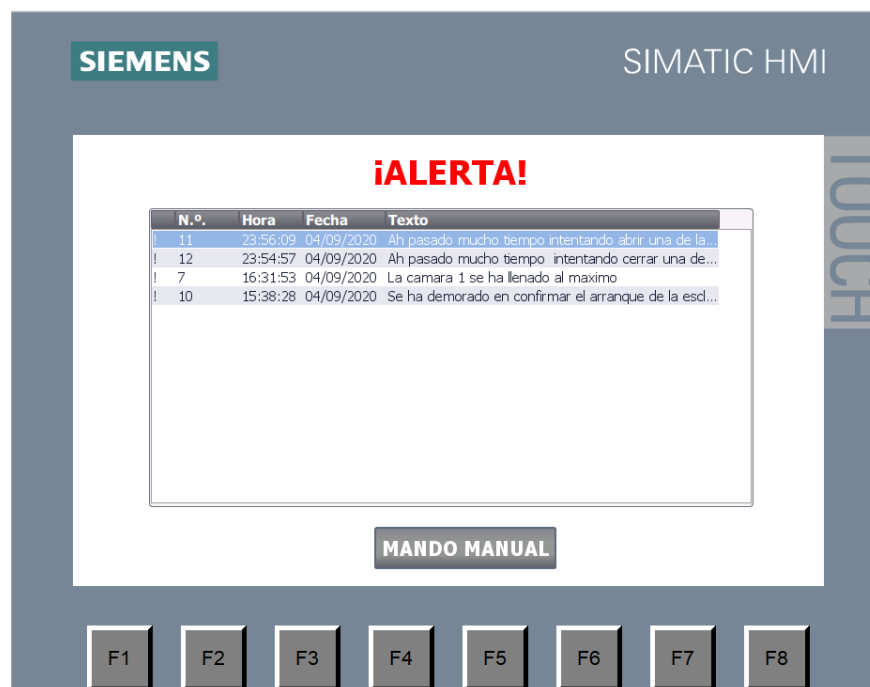 SIEMENS
SIMATIC HMI
TOUCH
¡ALERTA!
N.º. Hora Fecha Texto
! 11 23:56:09 04/09/2020 Ah pasado mucho tiempo intentando abrir una de la...
! 12 23:54:57 04/09/2020 Ah pasado mucho tiempo intentando cerrar una de...
! 7 16:31:53 04/09/2020 La camara 1 se ha llenado al maximo
! 10 15:38:28 04/09/2020 Se ha demorado en confirmar el arranque de la escl...
MANDO MANUAL
F1 F2 F3 F4 F5 F6 F7 F8